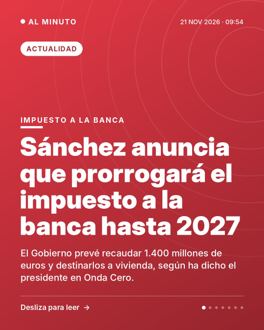 AL MINUTO
21 NOV 2026 · 09:54
ACTUALIDAD
IMPUESTO A LA BANCA
Sánchez anuncia
que prorrogará el
impuesto a la
banca hasta 2027
El Gobierno prevé recaudar 1.400 millones de
euros y destinarlos a vivienda, según ha dicho el
presidente en Onda Cero.
Desliza para leer →